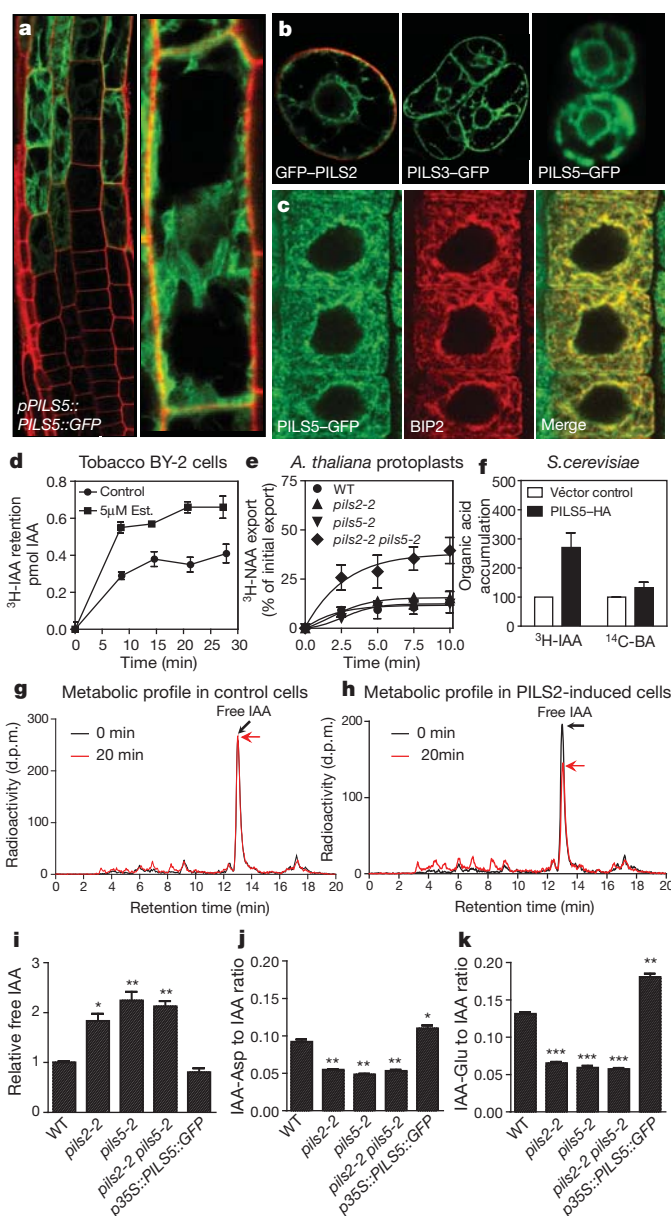 a
pPILS5::
PILS5::GFP
b
GFP–PILS2
PILS3–GFP
PILS5–GFP
c
PILS5–GFP
BIP2
Merge
d
Tobacco BY-2 cells
Control
5μM Est.
³H-IAA retention
pmol IAA
0.8
0.6
0.4
0.2
0.0
0 5 10 15 20 25 30
Time (min)
e
A. thaliana protoplasts
WT
pils2-2
pils5-2
pils2-2 pils5-2
³H-NAA export
(% of initial export)
75
50
25
0
0.0 2.5 5.0 7.5 10.0
Time (min)
f
S.cerevisiae
Véctor control
PILS5–HA
Organic acid
accumulation
500
400
300
200
100
0
³H-IAA
¹⁴C-BA
g
Metabolic profile in control cells
Free IAA
0 min
20 min
Radioactivity (d.p.m.)
300
200
100
0
0 2 4 6 8 10 12 14 16 18 20
Retention time (min)
h
Metabolic profile in PILS2-induced cells
Free IAA
0 min
20min
Radioactivity (d.p.m.)
200
100
0
0 2 4 6 8 10 12 14 16 18 20
Retention time (min)
i
Relative free IAA
3
2
1
0
* ** **
WT
pils2-2
pils5-2
pils2-2 pils5-2
p35S::PILS5::GFP
j
IAA-Asp to IAA ratio
0.20
0.15
0.10
0.05
0.00
** ** ** *
WT
pils2-2
pils5-2
pils2-2 pils5-2
p35S::PILS5::GFP
k
IAA-Glu to IAA ratio
0.20
0.15
0.10
0.05
0.00
*** *** *** **
WT
pils2-2
pils5-2
pils2-2 pils5-2
p35S::PILS5::GFP